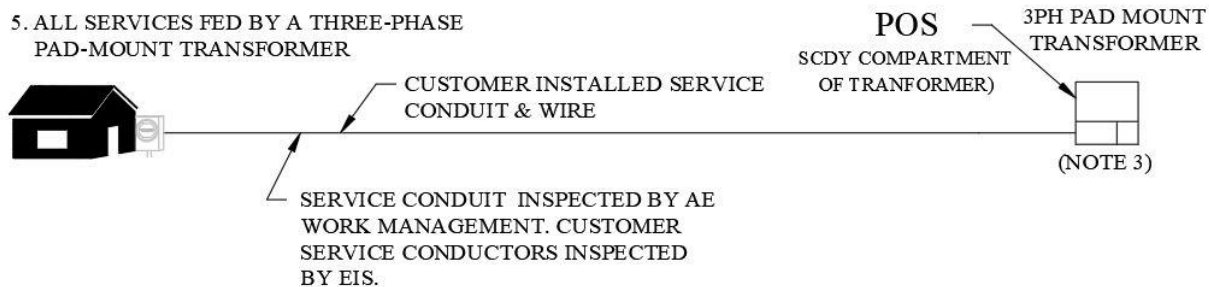 5. ALL SERVICES FED BY A THREE-PHASE
PAD-MOUNT TRANSFORMER
POS
SCDY COMPARTMENT
OF TRANFORMER)
3PH PAD MOUNT
TRANSFORMER
CUSTOMER INSTALLED SERVICE
CONDUIT & WIRE
(NOTE 3)
SERVICE CONDUIT INSPECTED BY AE
WORK MANAGEMENT. CUSTOMER
SERVICE CONDUCTORS INSPECTED
BY EIS.